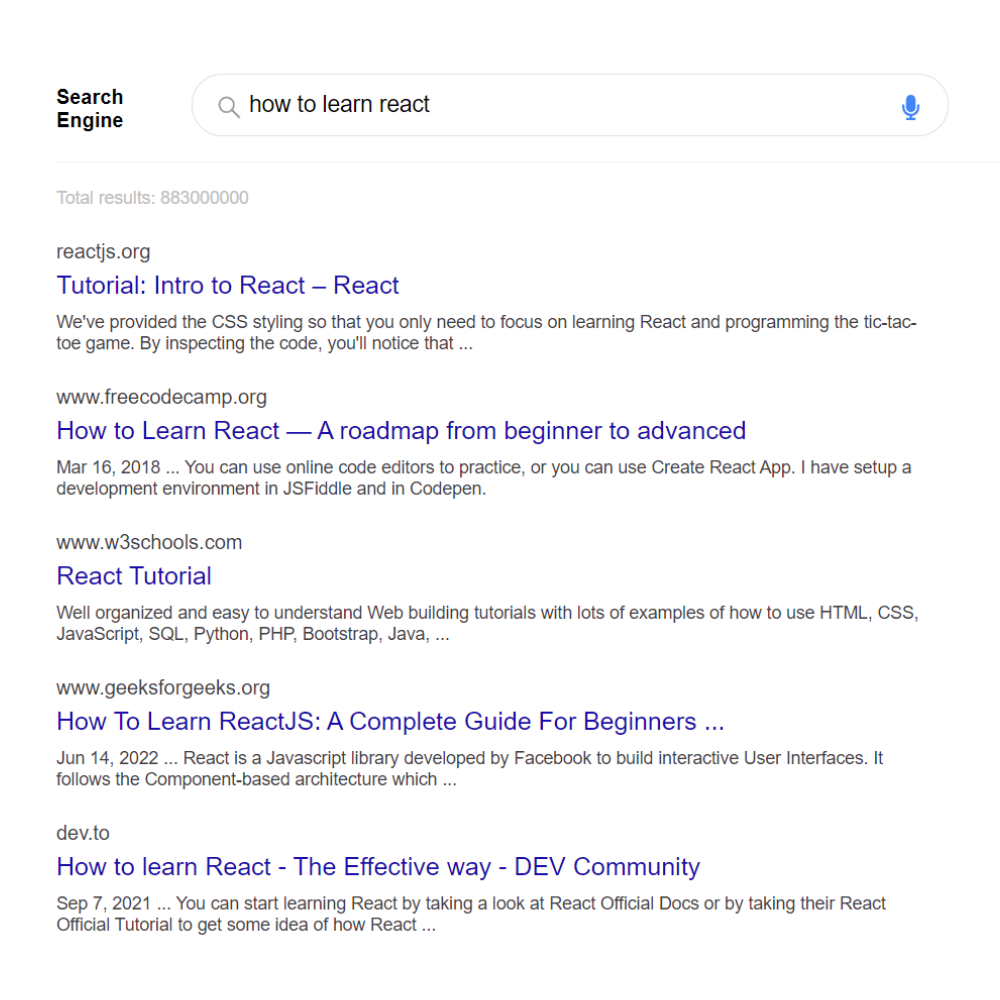 Search
Engine
how to learn react
Total results: 883000000
reactjs.org
Tutorial: Intro to React – React
We've provided the CSS styling so that you only need to focus on learning React and programming the tic-tac-
toe game. By inspecting the code, you'll notice that ...
www.freecodecamp.org
How to Learn React — A roadmap from beginner to advanced
Mar 16, 2018 ... You can use online code editors to practice, or you can use Create React App. I have setup a
development environment in JSFiddle and in Codepen.
www.w3schools.com
React Tutorial
Well organized and easy to understand Web building tutorials with lots of examples of how to use HTML, CSS,
JavaScript, SQL, Python, PHP, Bootstrap, Java, ...
www.geeksforgeeks.org
How To Learn ReactJS: A Complete Guide For Beginners ...
Jun 14, 2022 ... React is a Javascript library developed by Facebook to build interactive User Interfaces. It
follows the Component-based architecture which ...
dev.to
How to learn React - The Effective way - DEV Community
Sep 7, 2021 ... You can start learning React by taking a look at React Official Docs or by taking their React
Official Tutorial to get some idea of how React ...